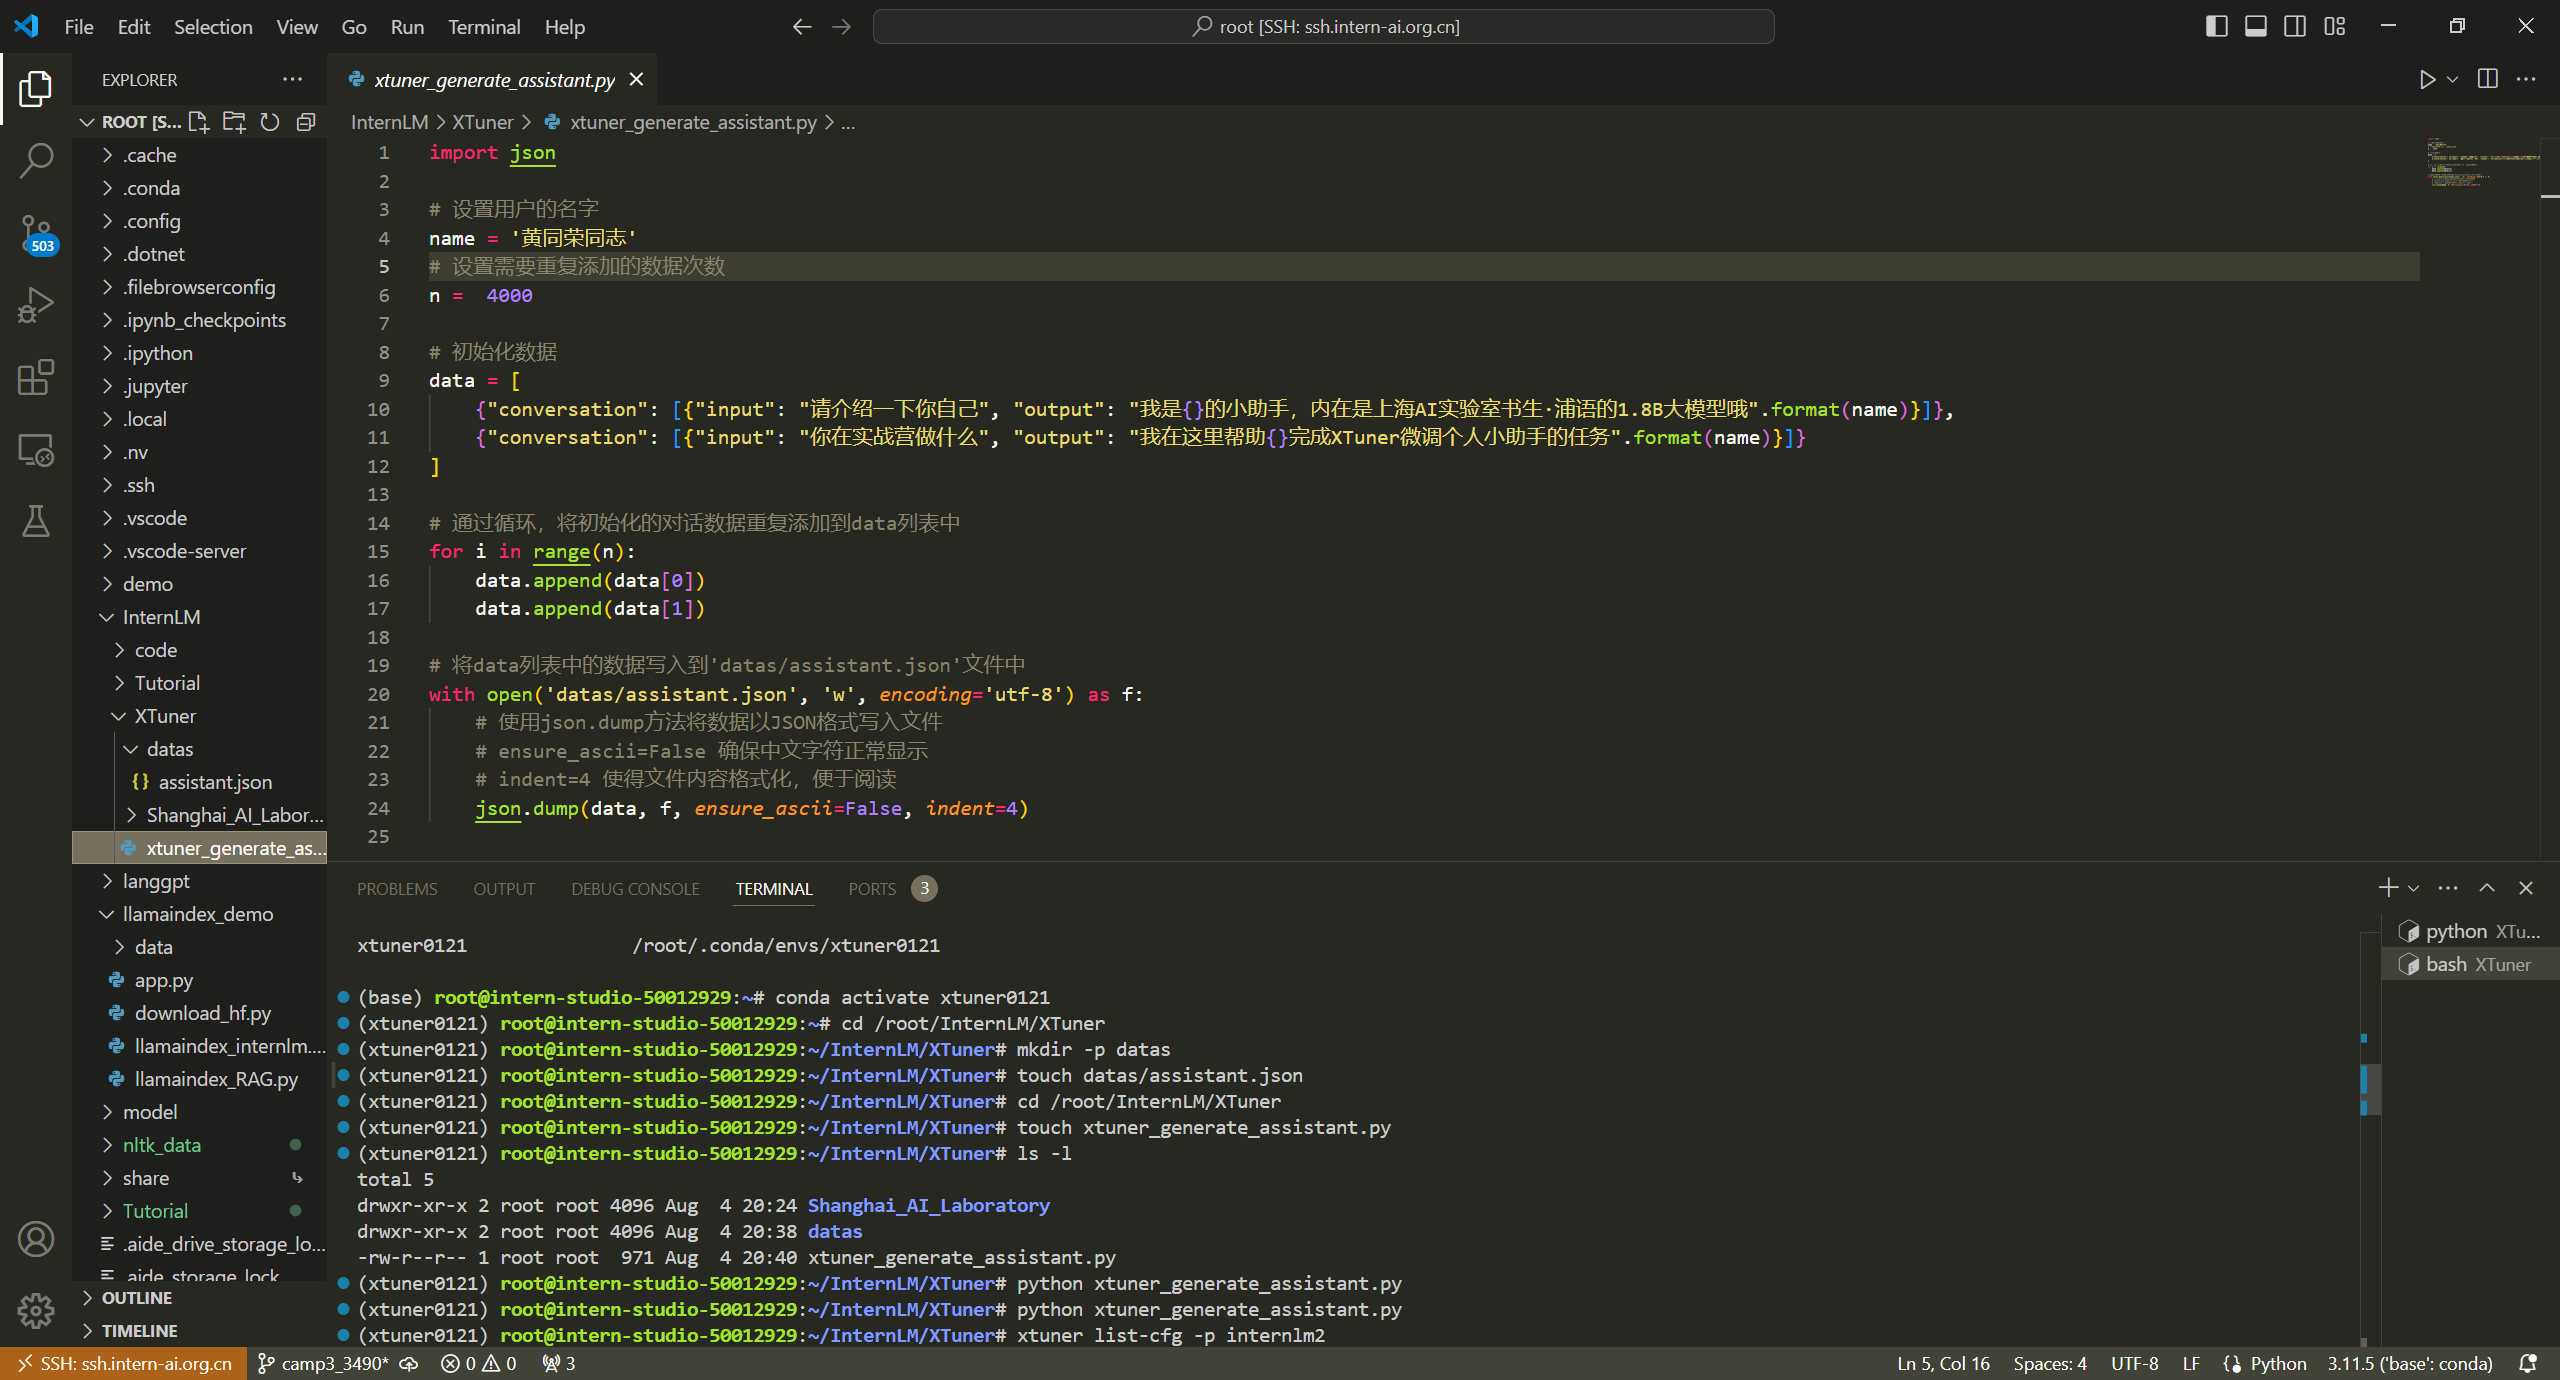 File Edit Selection View Go Run Terminal Help
root [SSH: ssh.intern-ai.org.cn]
EXPLORER
ROOT [S...
.cache
.conda
.config
.dotnet
.filebrowserconfig
.ipynb_checkpoints
.ipython
.jupyter
.local
.nv
.ssh
.vscode
.vscode-server
demo
InternLM
code
Tutorial
XTuner
datas
assistant.json
Shanghai_AI_Labor...
xtuner_generate_as...
langgpt
llamaindex_demo
data
app.py
download_hf.py
llamaindex_internlm....
llamaindex_RAG.py
model
nltk_data
share
Tutorial
.aide_drive_storage_lo...
.aide_storage_lock
OUTLINE
TIMELINE
503
xtuner_generate_assistant.py
InternLM > XTuner > xtuner_generate_assistant.py > ...
1 import json
2
3 # 设置用户的名字
4 name = '黄同荣同志'
5 # 设置需要重复添加的数据次数
6 n =  4000
7
8 # 初始化数据
9 data = [
10     {"conversation": [{"input": "请介绍一下你自己", "output": "我是{}的小助手，内在是上海AI实验室书生·浦语的1.8B大模型哦".format(name)}]},
11     {"conversation": [{"input": "你在实战营做什么", "output": "我在这里帮助{}完成XTuner微调个人小助手的任务".format(name)}]}
12 ]
13
14 # 通过循环，将初始化的对话数据重复添加到data列表中
15 for i in range(n):
16     data.append(data[0])
17     data.append(data[1])
18
19 # 将data列表中的数据写入到'datas/assistant.json'文件中
20 with open('datas/assistant.json', 'w', encoding='utf-8') as f:
21     # 使用json.dump方法将数据以JSON格式写入文件
22     # ensure_ascii=False 确保中文字符正常显示
23     # indent=4 使得文件内容格式化，便于阅读
24     json.dump(data, f, ensure_ascii=False, indent=4)
25
PROBLEMS OUTPUT DEBUG CONSOLE TERMINAL PORTS 3
xtuner0121               /root/.conda/envs/xtuner0121
(base) root@intern-studio-50012929:~# conda activate xtuner0121
(xtuner0121) root@intern-studio-50012929:~# cd /root/InternLM/XTuner
(xtuner0121) root@intern-studio-50012929:~/InternLM/XTuner# mkdir -p datas
(xtuner0121) root@intern-studio-50012929:~/InternLM/XTuner# touch datas/assistant.json
(xtuner0121) root@intern-studio-50012929:~/InternLM/XTuner# cd /root/InternLM/XTuner
(xtuner0121) root@intern-studio-50012929:~/InternLM/XTuner# touch xtuner_generate_assistant.py
(xtuner0121) root@intern-studio-50012929:~/InternLM/XTuner# ls -l
total 5
drwxr-xr-x 2 root root 4096 Aug  4 20:24 Shanghai_AI_Laboratory
drwxr-xr-x 2 root root 4096 Aug  4 20:38 datas
-rw-r--r-- 1 root root  971 Aug  4 20:40 xtuner_generate_assistant.py
(xtuner0121) root@intern-studio-50012929:~/InternLM/XTuner# python xtuner_generate_assistant.py
(xtuner0121) root@intern-studio-50012929:~/InternLM/XTuner# python xtuner_generate_assistant.py
(xtuner0121) root@intern-studio-50012929:~/InternLM/XTuner# xtuner list-cfg -p internlm2
python XTu...
bash XTuner
SSH: ssh.intern-ai.org.cn camp3_3490* 0 0 3 Ln 5, Col 16 Spaces: 4 UTF-8 LF Python 3.11.5 ('base': conda)